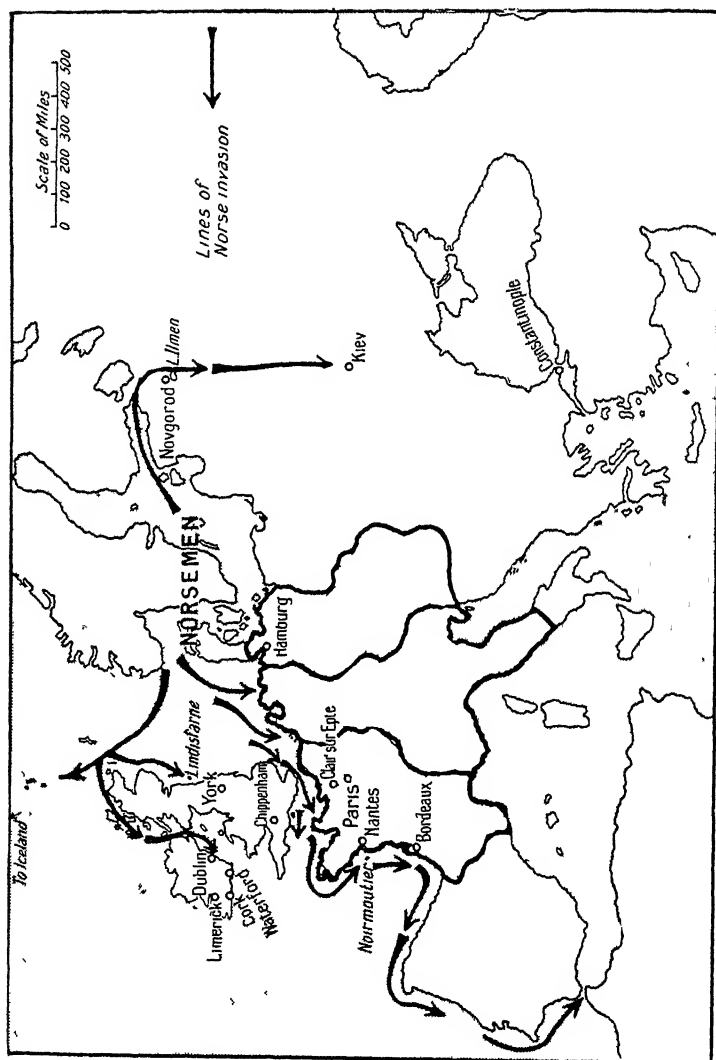 Scale of Miles
0 100 200 300 400 500
Lines of
Norse invasion
To Iceland
NORSEMEN
Novgorod
L.Ilmen
Kiev
Constantinople
Hamburg
Lindisfarne
York
Chippenham
Dublin
Limerick
Cork
Waterford
Clair sur Epte
Paris
Nantes
Noirmoutier
Bordeaux